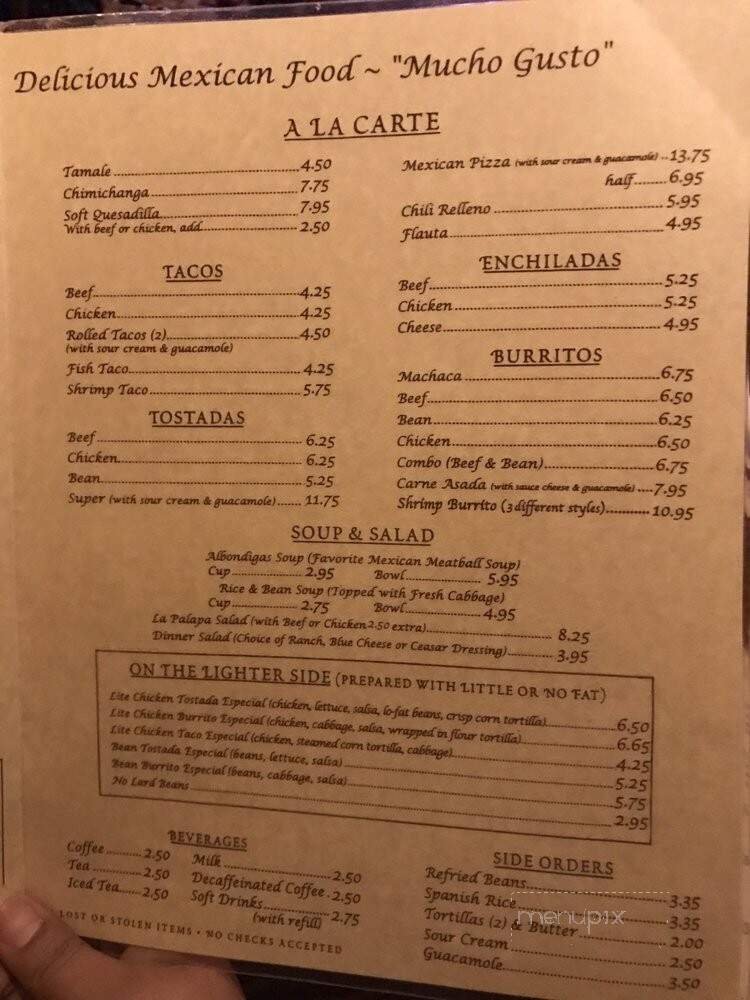 Delicious Mexican Food ~ "Mucho Gusto"
A LA CARTE
Tamale 4.50
Chimichanga 7.75
Soft Quesadilla 7.95
With beef or chicken, add 2.50
Mexican Pizza (with sour cream & guacamole) 13.75
half 6.95
Chili Relleno 5.95
Flauta 4.95
TACOS
Beef 4.25
Chicken 4.25
Rolled Tacos (2) 4.50
(with sour cream & guacamole)
Fish Taco 4.25
Shrimp Taco 5.75
ENCHILADAS
Beef 5.25
Chicken 5.25
Cheese 4.95
TOSTADAS
Beef 6.25
Chicken 6.25
Bean 5.25
Super (with sour cream & guacamole) 11.75
BURRITOS
Machaca 6.75
Beef 6.50
Bean 6.25
Chicken 6.50
Combo (Beef & Bean) 6.75
Carne Asada (with sauce cheese & guacamole) 7.95
Shrimp Burrito (3 different styles) 10.95
SOUP & SALAD
Albondigas Soup (Favorite Mexican Meatball Soup)
Cup 2.95 Bowl 5.95
Rice & Bean Soup (Topped with Fresh Cabbage)
Cup 2.75 Bowl 4.95
La Palapa Salad (with Beef or Chicken 2.50 extra) 8.25
Dinner Salad (Choice of Ranch, Blue Cheese or Ceasar Dressing) 3.95
ON THE LIGHTER SIDE (PREPARED WITH LITTLE OR NO FAT)
Lite Chicken Tostada Especial (chicken, lettuce, salsa, lo-fat beans, crisp corn tortilla) 6.50
Lite Chicken Burrito Especial (chicken, cabbage, salsa, wrapped in flour tortilla) 6.65
Lite Chicken Taco Especial (chicken, steamed corn tortilla, cabbage) 4.25
Bean Tostada Especial (beans, lettuce, salsa) 5.25
Bean Burrito Especial (beans, cabbage, salsa) 5.75
No Lard Beans 2.95
BEVERAGES
Coffee 2.50
Tea 2.50
Iced Tea 2.50
Milk 2.50
Decaffeinated Coffee 2.50
Soft Drinks 2.75
(with refill)
SIDE ORDERS
Refried Beans 3.35
Spanish Rice 3.35
Tortillas (2) & Butter 2.00
Sour Cream 2.50
Guacamole 3.50
LOST OR STOLEN ITEMS • NO CHECKS ACCEPTED
menupix